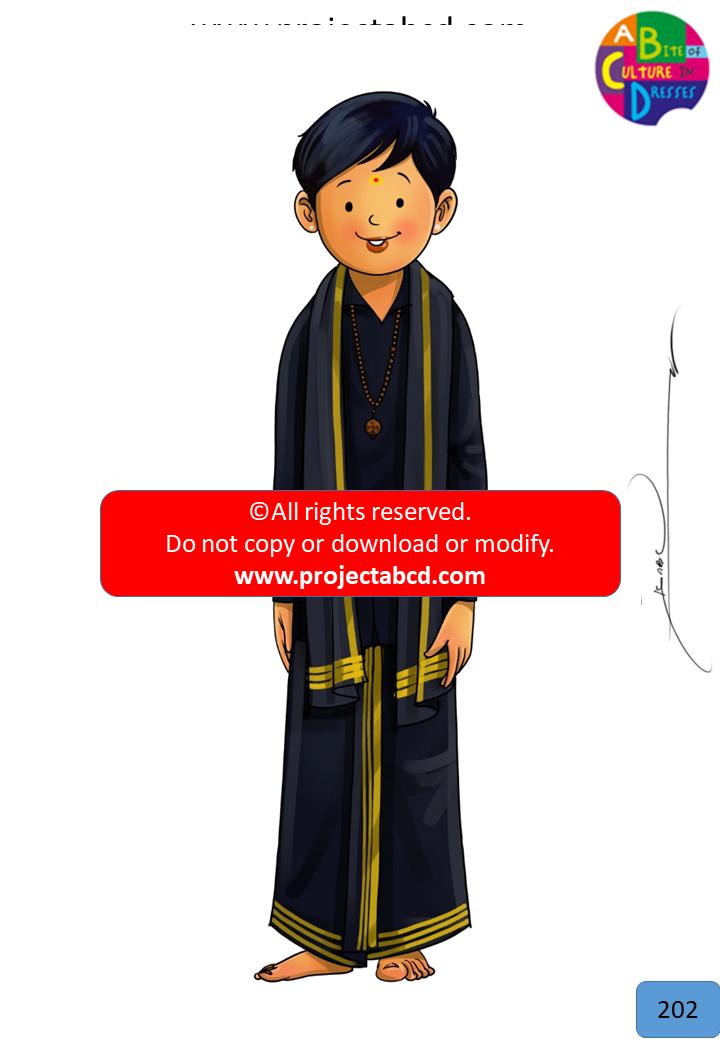 www.projectabcd.com
A BITE OF
CULTURE IN
DRESSES
©All rights reserved.
Do not copy or download or modify.
www.projectabcd.com
202